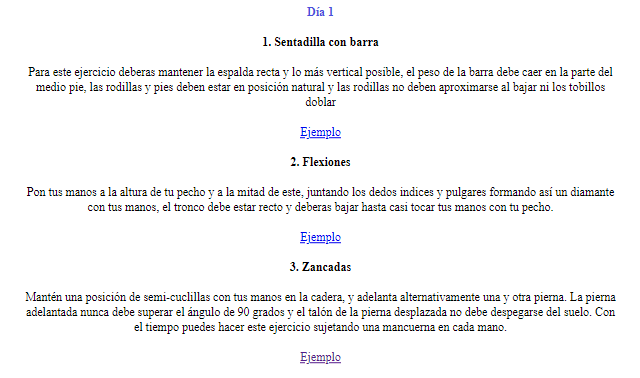 Día 1
1. Sentadilla con barra
Para este ejercicio deberas mantener la espalda recta y lo más vertical posible, el peso de la barra debe caer en la parte del
medio pie, las rodillas y pies deben estar en posición natural y las rodillas no deben aproximarse al bajar ni los tobillos
doblar
Ejemplo
2. Flexiones
Pon tus manos a la altura de tu pecho y a la mitad de este, juntando los dedos indices y pulgares formando así un diamante
con tus manos, el tronco debe estar recto y deberas bajar hasta casi tocar tus manos con tu pecho.
Ejemplo
3. Zancadas
Mantén una posición de semi-cuclillas con tus manos en la cadera, y adelanta alternativamente una y otra pierna. La pierna
adelantada nunca debe superar el ángulo de 90 grados y el talón de la pierna desplazada no debe despegarse del suelo. Con
el tiempo puedes hacer este ejercicio sujetando una mancuerna en cada mano.
Ejemplo